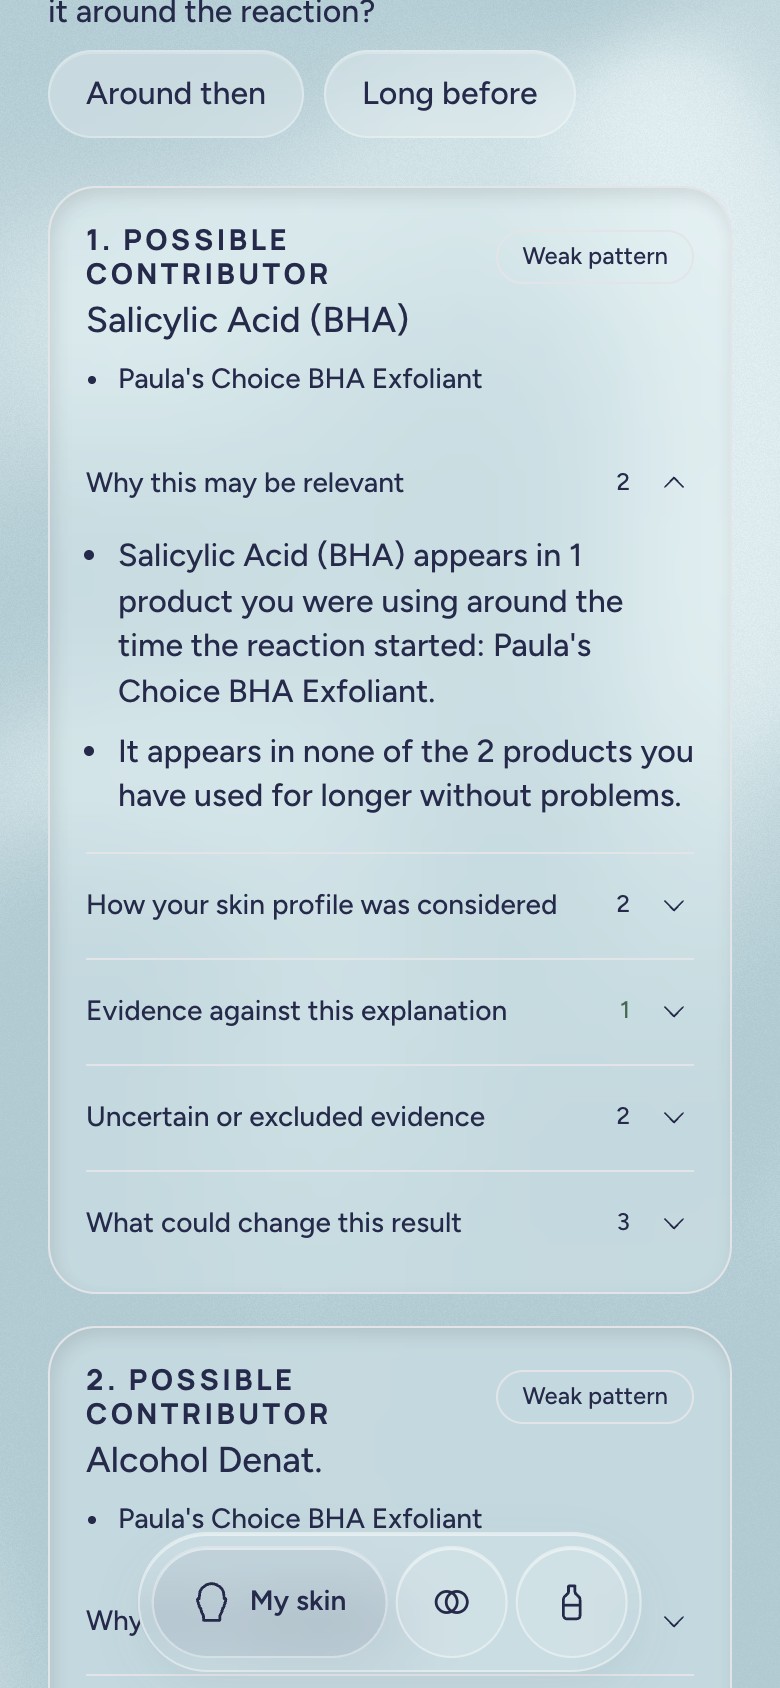 it around the reaction?
Around then
Long before
1. POSSIBLE
CONTRIBUTOR
Weak pattern
Salicylic Acid (BHA)
• Paula's Choice BHA Exfoliant
Why this may be relevant 2
• Salicylic Acid (BHA) appears in 1
product you were using around the
time the reaction started: Paula's
Choice BHA Exfoliant.
• It appears in none of the 2 products you
have used for longer without problems.
How your skin profile was considered 2
Evidence against this explanation 1
Uncertain or excluded evidence 2
What could change this result 3
2. POSSIBLE
CONTRIBUTOR
Weak pattern
Alcohol Denat.
• Paula's Choice BHA Exfoliant
Why
My skin